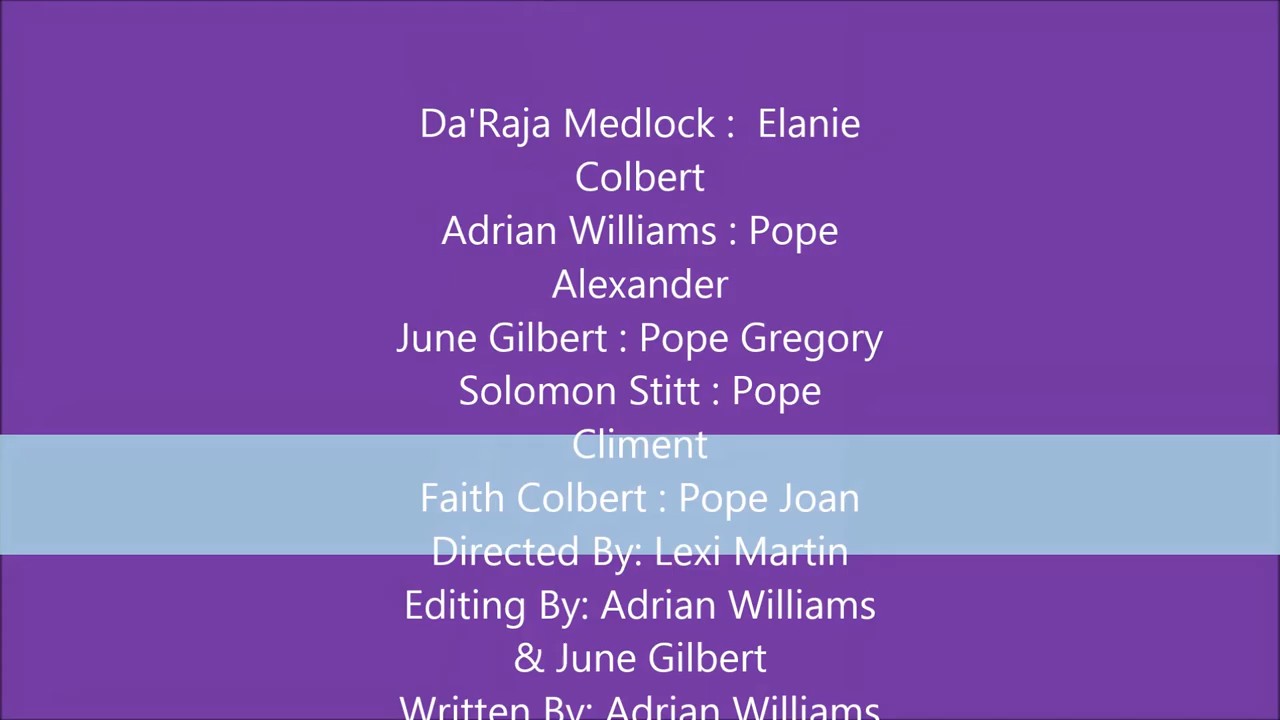 Da'Raja Medlock :  Elanie
Colbert
Adrian Williams : Pope
Alexander
June Gilbert : Pope Gregory
Solomon Stitt : Pope
Climent
Faith Colbert : Pope Joan
Directed By: Lexi Martin
Editing By: Adrian Williams
& June Gilbert
Written By: Adrian Williams